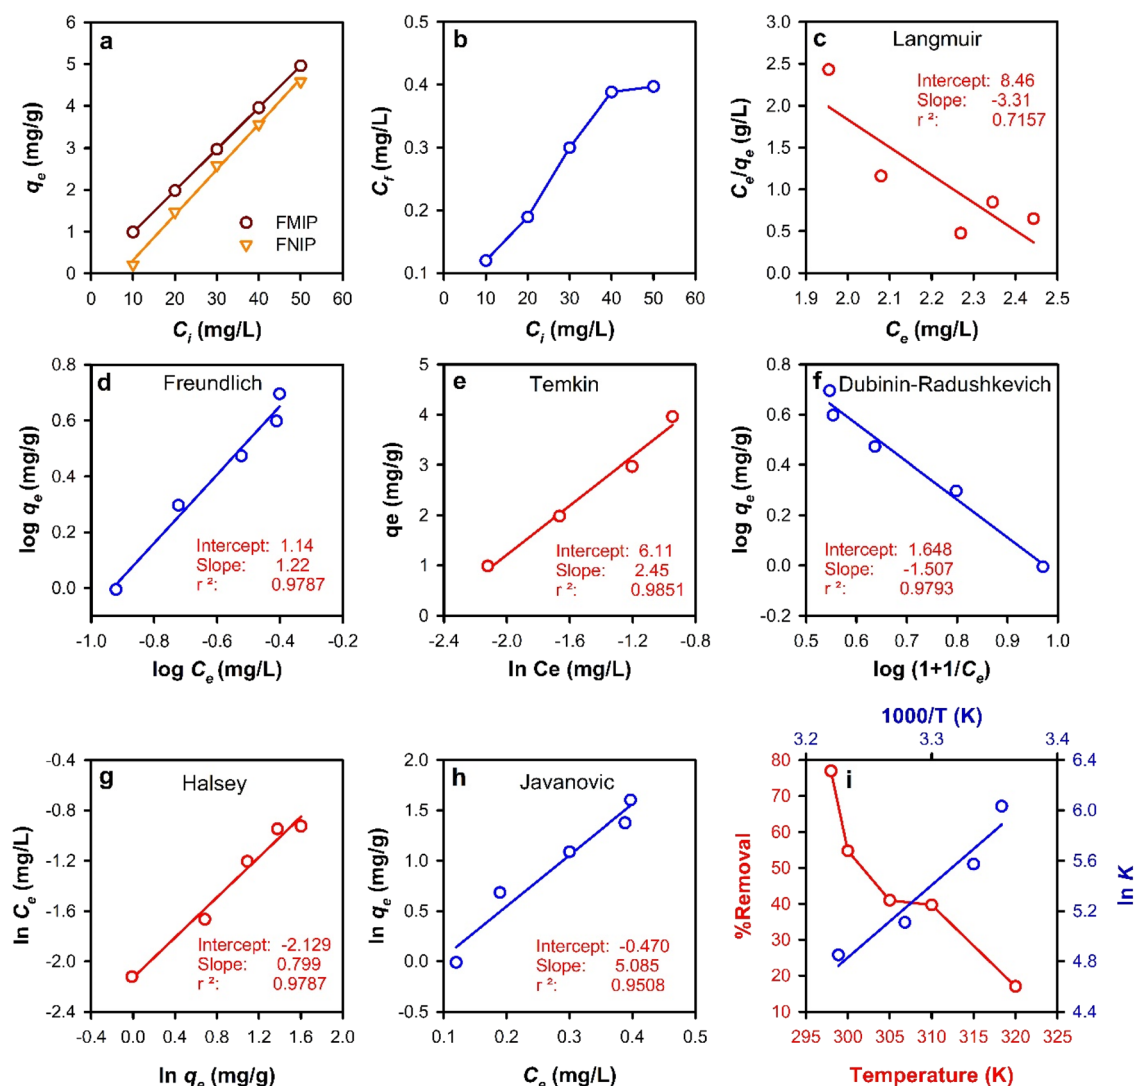 a
6
5
4
3
2
1
0
0 10 20 30 40 50 60
qe (mg/g)
Ci (mg/L)
FMIP
FNIP
b
0.5
0.4
0.3
0.2
0.1
0 10 20 30 40 50 60
Cf (mg/L)
Ci (mg/L)
c
Langmuir
Intercept: 8.46
Slope: -3.31
r ²: 0.7157
3.0
2.5
2.0
1.5
1.0
0.5
0.0
1.9 2.0 2.1 2.2 2.3 2.4 2.5
Ce/qe (g/L)
Ce (mg/L)
d
Freundlich
0.8
0.6
0.4
0.2
0.0
-0.2
-1.0 -0.8 -0.6 -0.4 -0.2
log qe (mg/g)
log Ce (mg/L)
Intercept: 1.14
Slope: 1.22
r ²: 0.9787
e
Temkin
5
4
3
2
1
0
-2.4 -1.6 -1.2 -0.8
qe (mg/g)
ln Ce (mg/L)
Intercept: 6.11
Slope: 2.45
r ²: 0.9851
f
Dubinin-Radushkevich
0.8
0.6
0.4
0.2
0.0
-0.2
0.5 0.6 0.7 0.8 0.9 1.0
log qe (mg/g)
log (1+1/Ce)
Intercept: 1.648
Slope: -1.507
r ²: 0.9793
g
Halsey
-0.4
-0.8
-1.2
-1.6
-2.0
-2.4
0.0 0.4 0.8 1.2 1.6 2.0
ln Ce (mg/L)
ln qe (mg/g)
Intercept: -2.129
Slope: 0.799
r ²: 0.9787
h
Javanovic
2.0
1.5
1.0
0.5
0.0
-0.5
0.1 0.2 0.3 0.4 0.5
ln qe (mg/g)
Ce (mg/L)
Intercept: -0.470
Slope: 5.085
r ²: 0.9508
1000/T (K)
3.2 3.3 3.4
i
80
70
60
50
40
30
20
10
%Removal
6.4
6.0
5.6
5.2
4.8
4.4
ln K
295 300 305 310 315 320 325
Temperature (K)